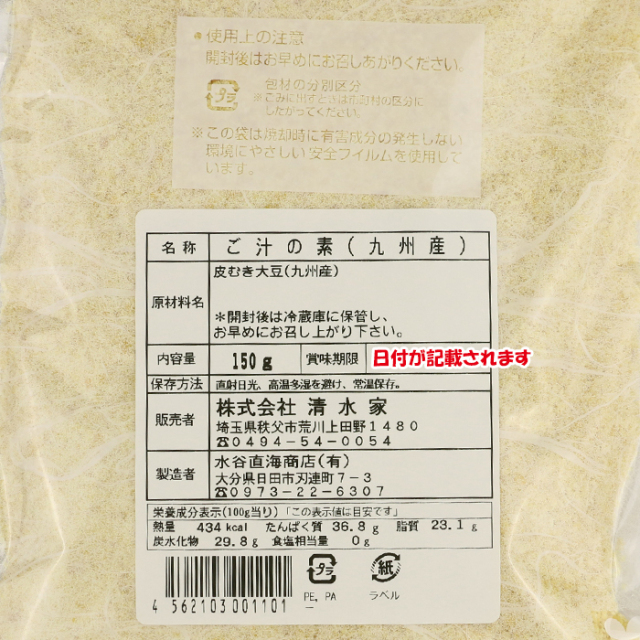 ・使用上の注意
開封後はお早めにお召しあがりください。
プラ
包材の分別区分
※ごみに出すときは市町村の区分に
したがってください。
※この袋は焼却時に有害成分の発生しない
環境にやさしい安全フイルムを使用して
います。
名称 ご汁の素(九州産)
原材料名 皮むき大豆(九州産)
＊開封後は冷蔵庫に保管し、
お早めにお召し上がり下さい。
内容量 150g 賞味期限 日付が記載されます
保存方法 直射日光、高温多湿を避け、常温保存。
販売者 株式会社 清水家
埼玉県秩父市荒川上田野1480
☎0494-54-0054
製造者 水谷直海商店(有)
大分県日田市刃連町7-3
☎0973-22-6307
栄養成分表示(100g当り)「この表示値は目安です」
熱量 434kcal たんぱく質 36.8g 脂質 23.1g
炭水化物 29.8g 食塩相当量 0g
4 562103 001101
プラ
PE, PA
紙
ラベル